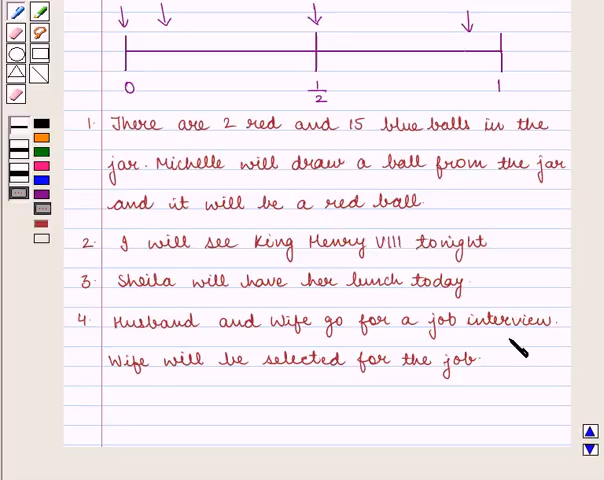 0 1/2 1
1. There are 2 red and 15 blue balls in the
jar. Michelle will draw a ball from the jar
and it will be a red ball.
2. I will see King Henry VIII tonight
3. Sheila will have her lunch today.
4. Husband and Wife go for a job interview.
Wife will be selected for the job.